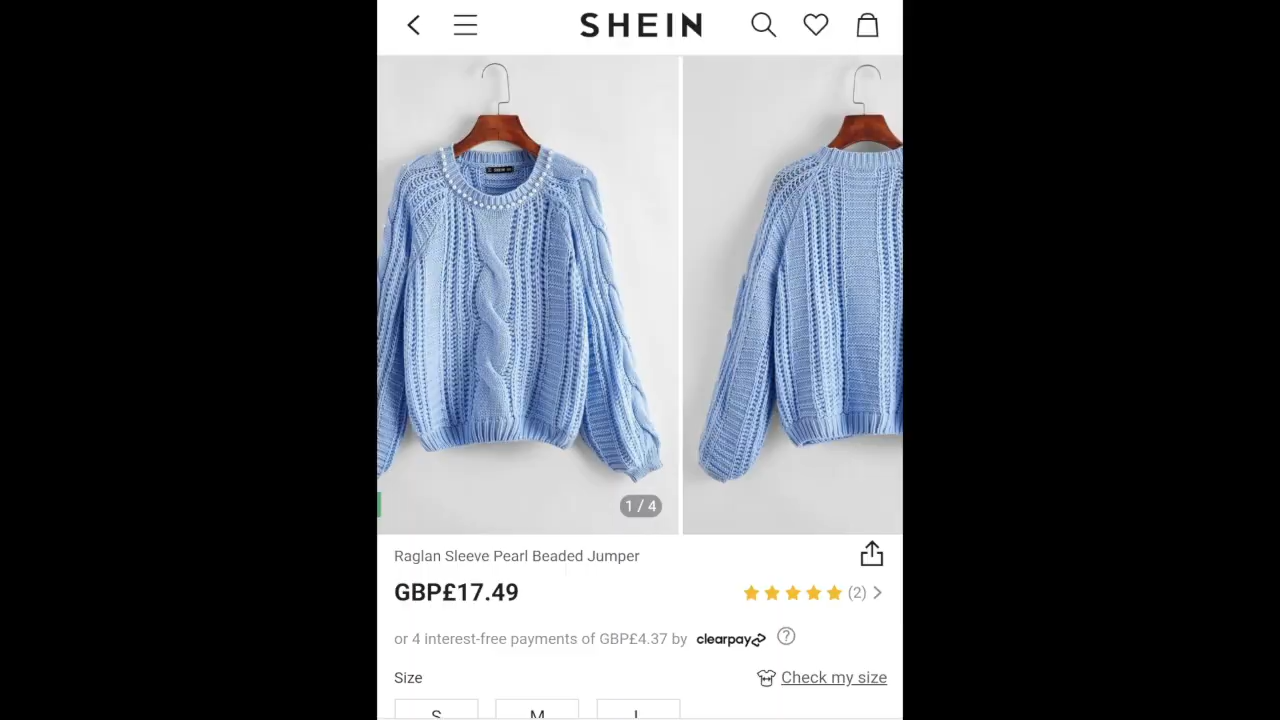 SHEIN
SHEIN
1 / 4
Raglan Sleeve Pearl Beaded Jumper
GBP£17.49
(2)
or 4 interest-free payments of GBP£4.37 by clearpay
?
Size
Check my size
S
M
L